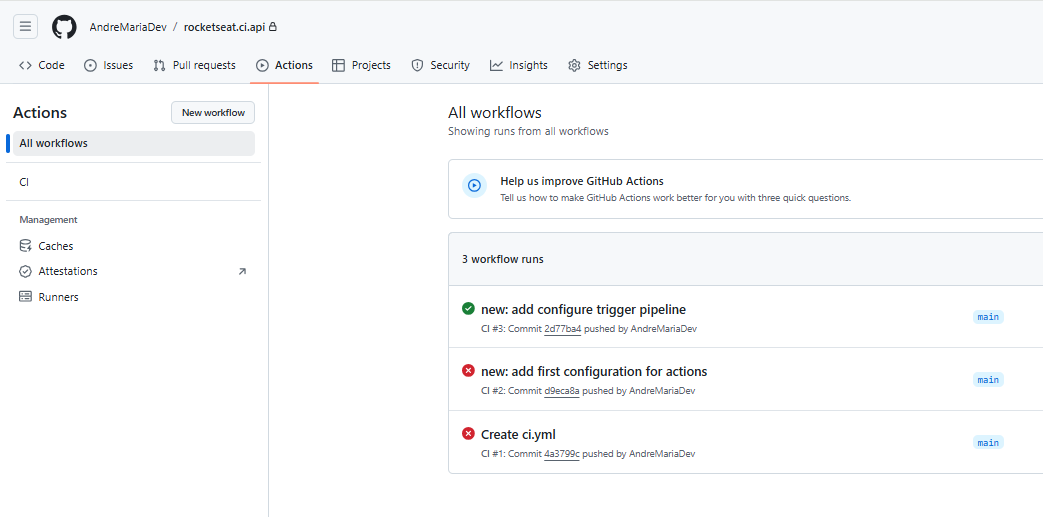 AndreMariaDev / rocketseat.ci.api
Code Issues Pull requests Actions Projects Security Insights Settings
Actions
New workflow
All workflows
CI
Management
Caches
Attestations
Runners
All workflows
Showing runs from all workflows
Help us improve GitHub Actions
Tell us how to make GitHub Actions work better for you with three quick questions.
3 workflow runs
new: add configure trigger pipeline
CI #3: Commit 2d77ba4 pushed by AndreMariaDev
main
new: add first configuration for actions
CI #2: Commit d9eca8a pushed by AndreMariaDev
main
Create ci.yml
CI #1: Commit 4a3799c pushed by AndreMariaDev
main